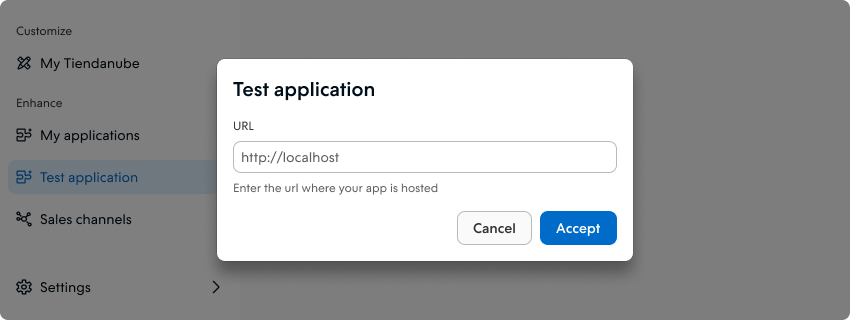 Customize
My Tiendanube
Enhance
My applications
Test application
Sales channels
Settings
Test application
URL
http://localhost
Enter the url where your app is hosted
Cancel
Accept